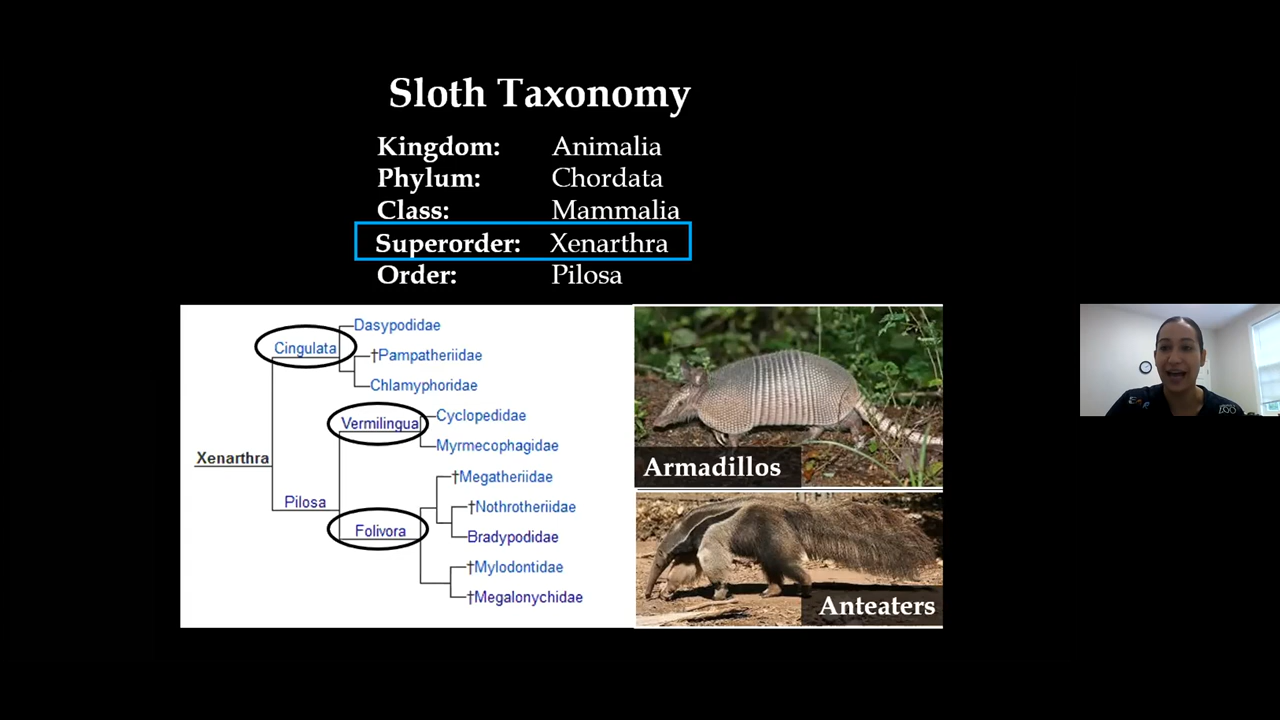 Sloth Taxonomy
Kingdom: Animalia
Phylum: Chordata
Class: Mammalia
Superorder: Xenarthra
Order: Pilosa
Dasypodidae
Cingulata
†Pampatheriidae
Chlamyphoridae
Cyclopedidae
Vermilingua
Myrmecophagidae
Xenarthra
†Megatheriidae
Pilosa
†Nothrotheriidae
Folivora
Bradypodidae
†Mylodontidae
†Megalonychidae
Armadillos
Anteaters